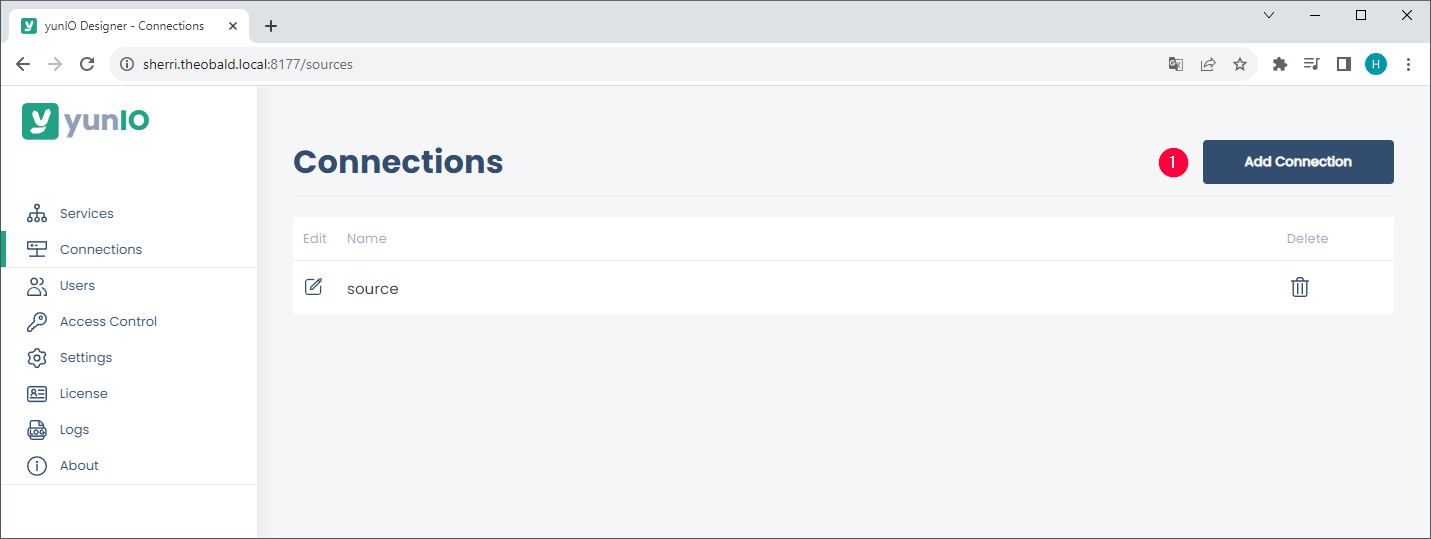 yunIO Designer - Connections
sherri.theobald.local:8177/sources
H
yunIO
Connections
1
Add Connection
Services
Connections
Users
Access Control
Settings
License
LOG
Logs
About
Edit Name Delete
source